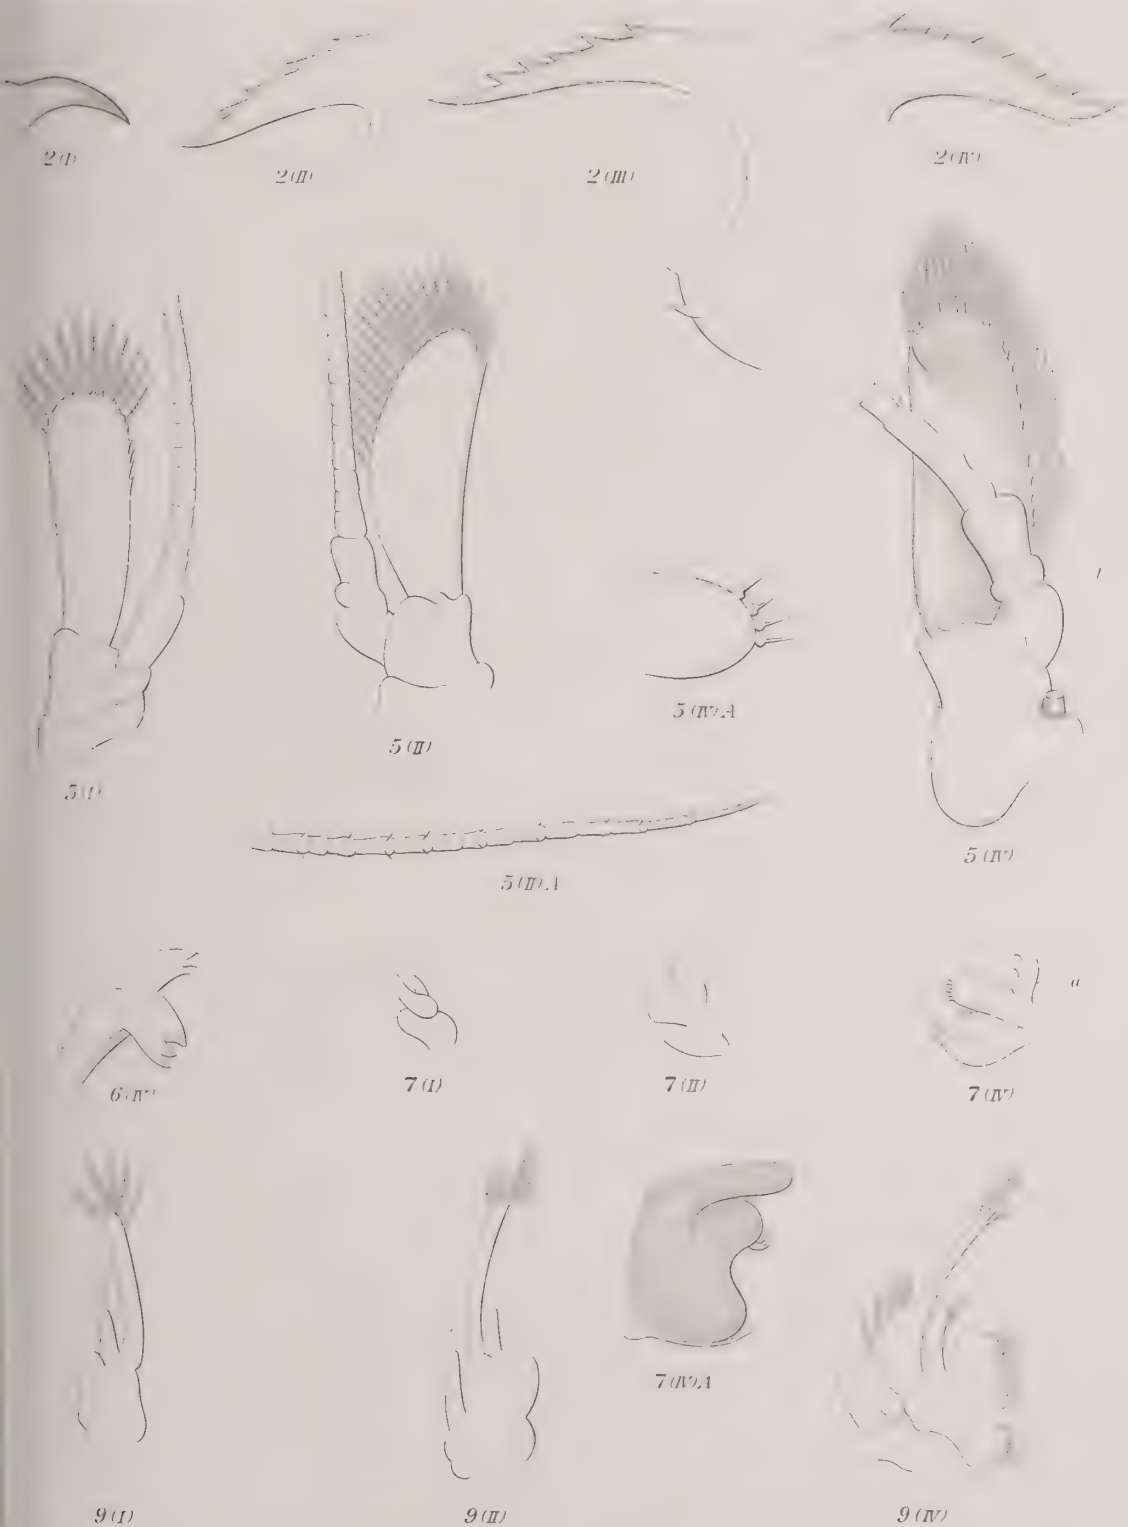 2 (I)
2 (II)
2 (III)
2 (IV)
5 (I)
5 (II)
5 (IV).A
5 (IV)
5 (II).A
a
6 (IV)
7 (I)
7 (II)
7 (IV)
7 (IV).A
9 (I)
9 (II)
9 (IV)